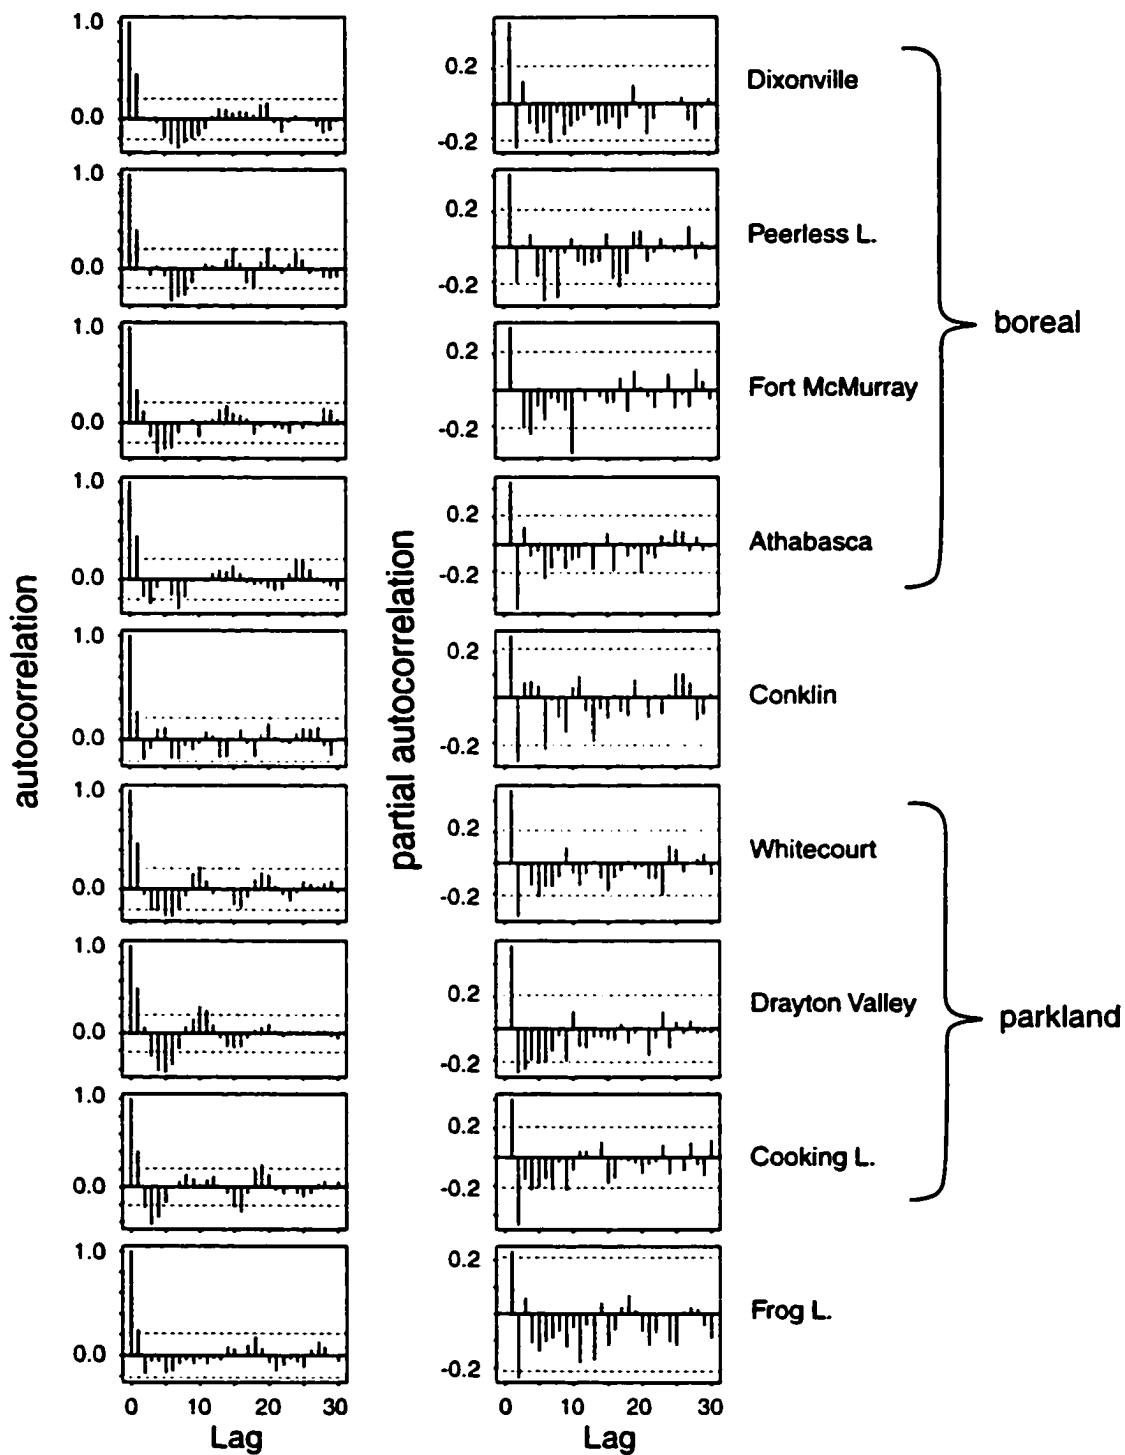 1.0
0.0
0.2
-0.2
Dixonville
1.0
0.0
0.2
-0.2
Peerless L.
boreal
1.0
0.0
0.2
-0.2
Fort McMurray
1.0
0.0
0.2
-0.2
Athabasca
autocorrelation
partial autocorrelation
1.0
0.0
0.2
-0.2
Conklin
1.0
0.0
0.2
-0.2
Whitecourt
1.0
0.0
0.2
-0.2
Drayton Valley
parkland
1.0
0.0
0.2
-0.2
Cooking L.
1.0
0.0
0.2
-0.2
Frog L.
0 10 20 30
Lag
0 10 20 30
Lag